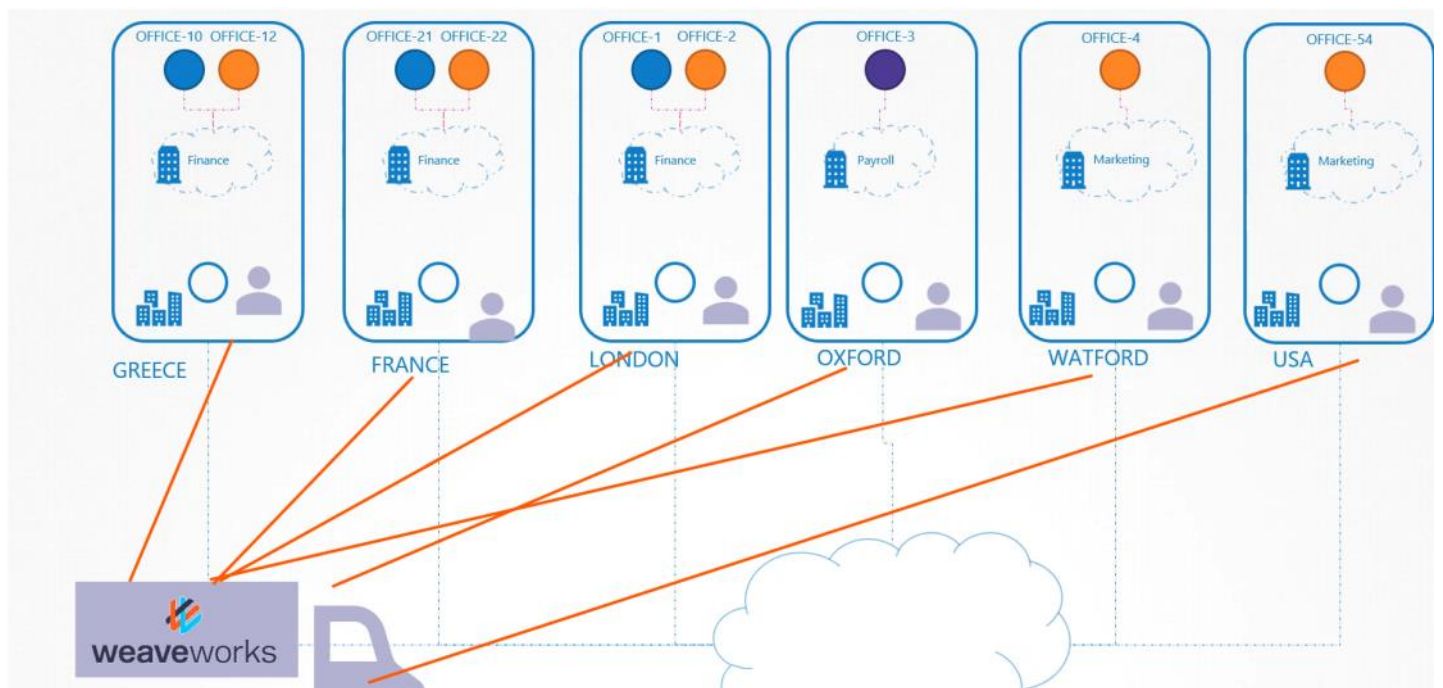 OFFICE-10 OFFICE-12
OFFICE-21 OFFICE-22
OFFICE-1 OFFICE-2
OFFICE-3
OFFICE-4
OFFICE-54
Finance
Finance
Finance
Payroll
Marketing
Marketing
GREECE
FRANCE
LONDON
OXFORD
WATFORD
USA
weaveworks